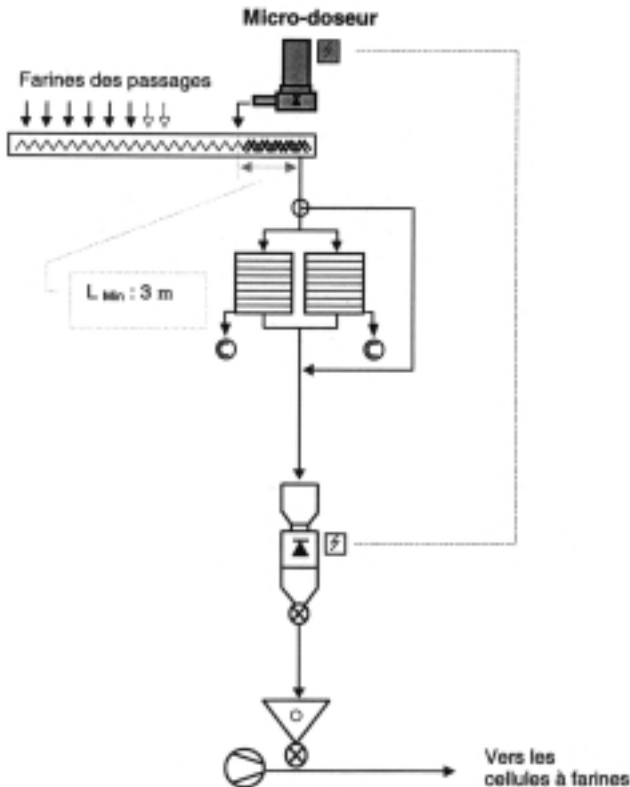 Micro-doseur
Farines des passages
L Min : 3 m
Vers les
cellules à farines